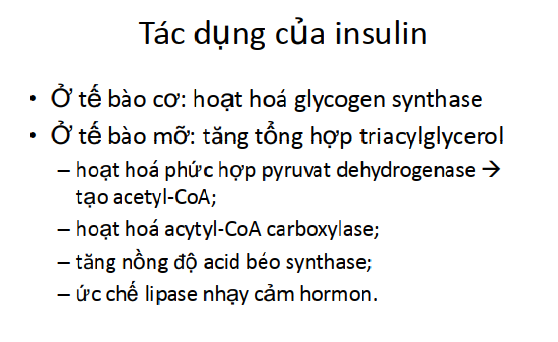 Tác dụng của insulin
• Ở tế bào cơ: hoạt hoá glycogen synthase
• Ở tế bào mỡ: tăng tổng hợp triacylglycerol
– hoạt hoá phức hợp pyruvat dehydrogenase →
tạo acetyl-CoA;
– hoạt hoá acytyl-CoA carboxylase;
– tăng nồng độ acid béo synthase;
– ức chế lipase nhạy cảm hormon.